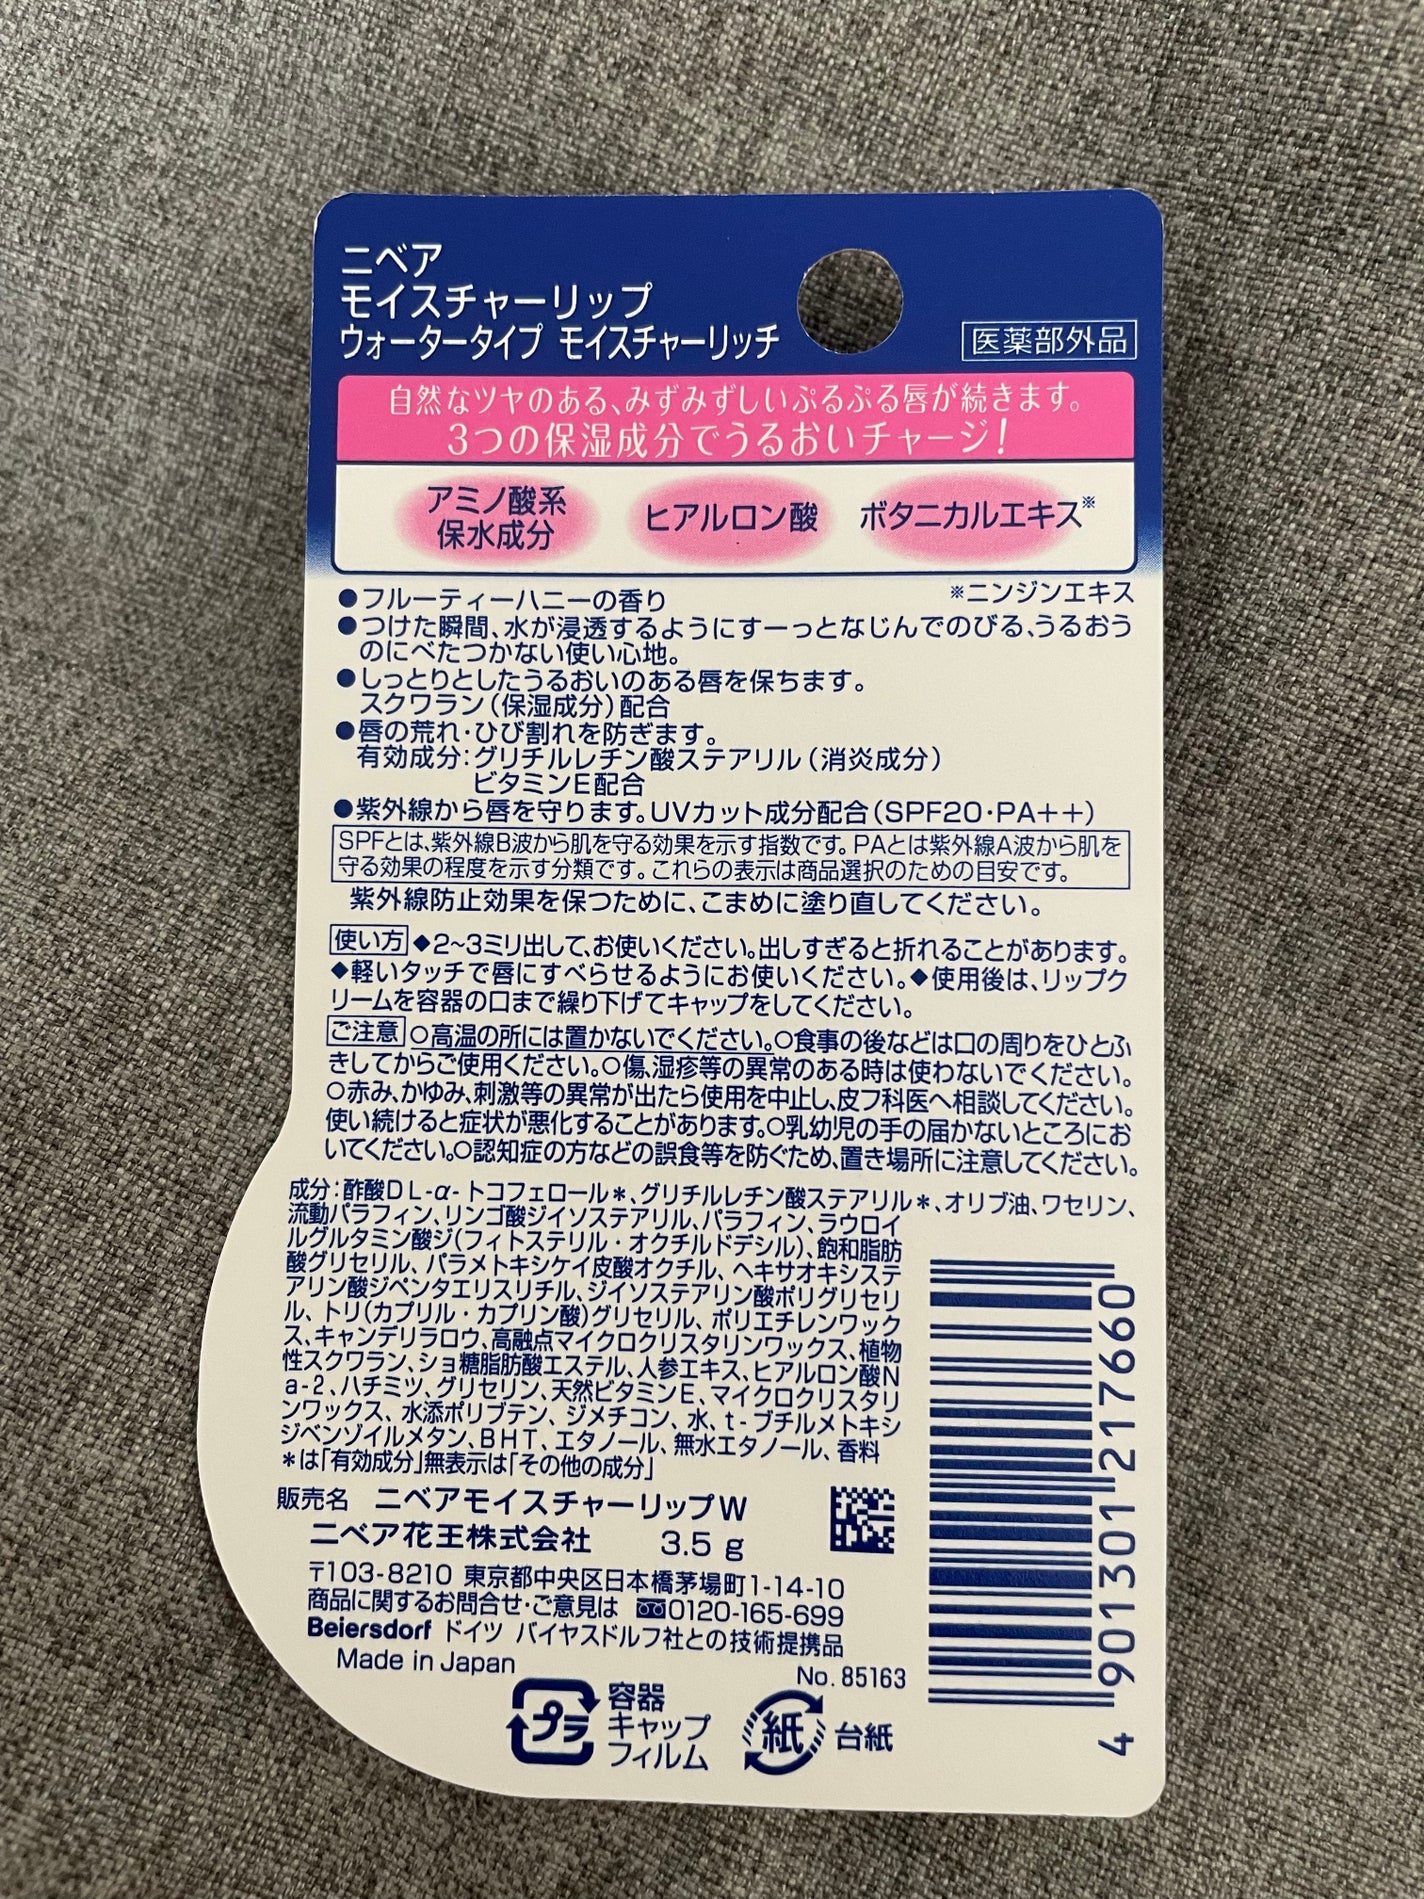 ニベア
モイスチャーリップ
ウォータータイプ モイスチャーリッチ
医薬部外品
自然なツヤのある、みずみずしいぷるぷる唇が続きます。
3つの保湿成分でうるおいチャージ!
アミノ酸系
保水成分
ヒアルロン酸
ボタニカルエキス※
※ニンジンエキス
●フルーティーハニーの香り
●つけた瞬間、水が浸透するようにすーっとなじんでのびる、うるおう
のにべたつかない使い心地。
●しっとりとしたうるおいのある唇を保ちます。
スクワラン(保湿成分)配合
●唇の荒れ・ひび割れを防ぎます。
有効成分:グリチルレチン酸ステアリル(消炎成分)
ビタミンE配合
●紫外線から唇を守ります。UVカット成分配合(SPF20・PA++)
SPFとは、紫外線B波から肌を守る効果を示す指数です。PAとは紫外線A波から肌を
守る効果の程度を示す分類です。これらの表示は商品選択のための目安です。
紫外線防止効果を保つために、こまめに塗り直してください。
使い方 ◆2~3ミリ出して、お使いください。出しすぎると折れることがあります。
◆軽いタッチで唇にすべらせるようにお使いください。◆使用後は、リップク
リームを容器の口まで繰り下げてキャップをしてください。
ご注意 ○高温の所には置かないでください。○食事の後などは口の周りをひとふ
きしてからご使用ください。○傷、湿疹等の異常のある時は使わないでください。
○赤み、かゆみ、刺激等の異常が出たら使用を中止し、皮フ科医へ相談してください。
使い続けると症状が悪化することがあります。○乳幼児の手の届かないところにお
いてください。○認知症の方などの誤食等を防ぐため、置き場所に注意してください。
成分:酢酸DL-α-トコフェロール*、グリチルレチン酸ステアリル*、オリブ油、ワセリン、
流動パラフィン、リンゴ酸ジイソステアリル、パラフィン、ラウロイ
ルグルタミン酸ジ(フィトステリル・オクチルドデシル)、飽和脂肪
酸グリセリル、パラメトキシケイ皮酸オクチル、ヘキサオキシステ
アリン酸ジペンタエリスリチル、ジイソステアリン酸ポリグリセリ
ル、トリ(カプリル・カプリン酸)グリセリル、ポリエチレンワック
ス、キャンデリラロウ、高融点マイクロクリスタリンワックス、植物
性スクワラン、ショ糖脂肪酸エステル、人参エキス、ヒアルロン酸N
a-2、ハチミツ、グリセリン、天然ビタミンE、マイクロクリスタリ
ンワックス、水添ポリブテン、ジメチコン、水、t-ブチルメトキシ
ジベンゾイルメタン、BHT、エタノール、無水エタノール、香料
*は「有効成分」無表示は「その他の成分」
販売名 ニベアモイスチャーリップW
ニベア花王株式会社 3.5 g
〒103-8210 東京都中央区日本橋茅場町1-14-10
商品に関するお問合せ・ご意見は 0120-165-699
Beiersdorf ドイツ バイヤスドルフ社との技術提携品
Made in Japan
No. 85163
プラ
容器
キャップ
フィルム
紙
台紙
4 901301 217660